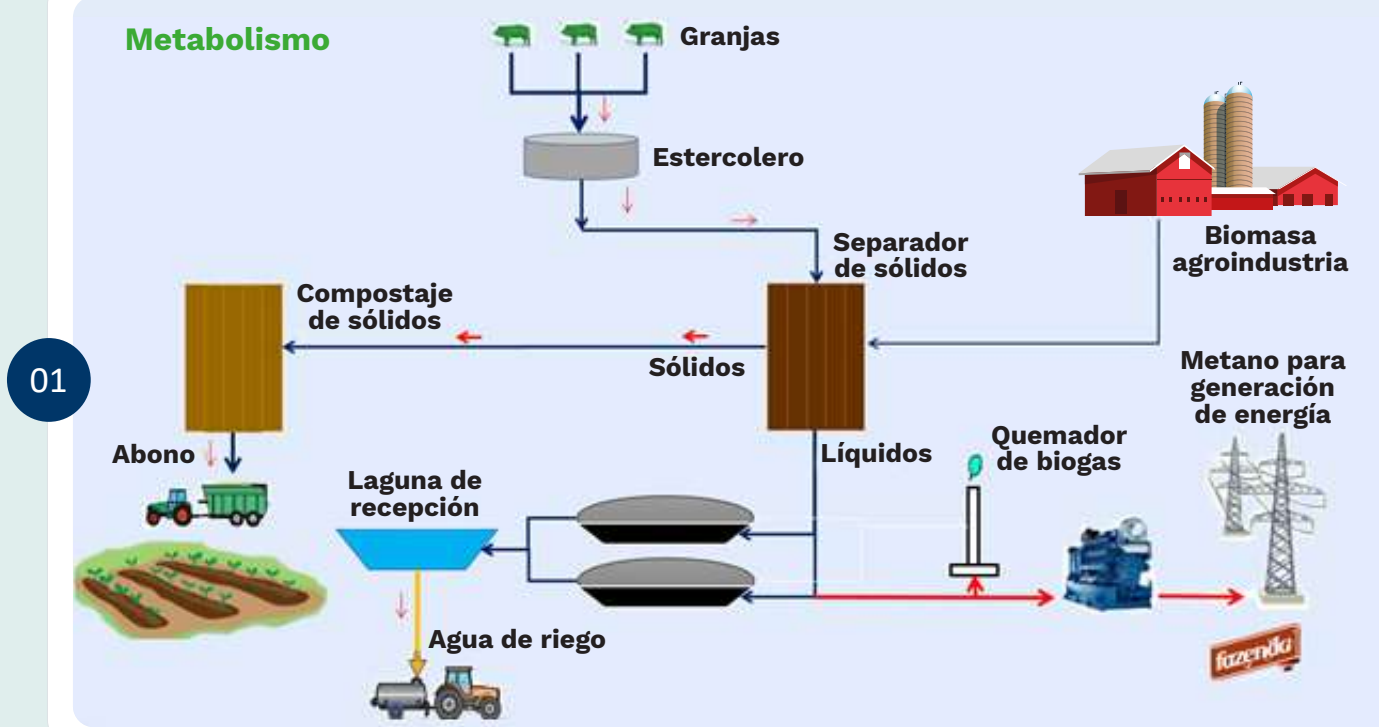 Metabolismo
Granjas
Estercolero
Biomasa
agroindustria
Separador
de sólidos
Compostaje
de sólidos
Sólidos
01
Metano para
generación
de energía
Abono
Líquidos
Quemador
de biogas
Laguna de
recepción
Agua de riego
fazenda